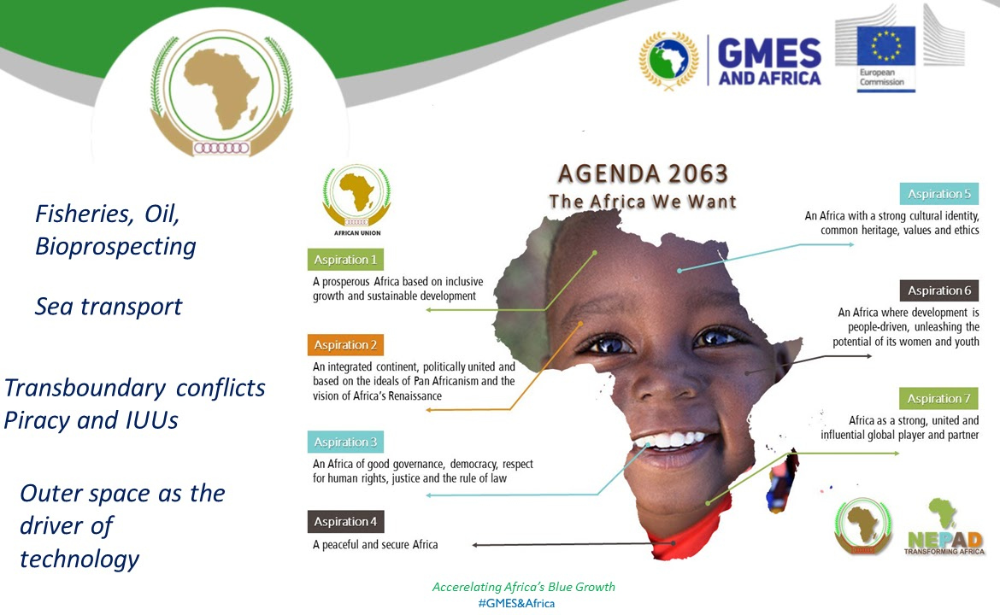 GMES
AND AFRICA
European
Commission
Fisheries, Oil,
Bioprospecting
Sea transport
Transboundary conflicts
Piracy and IUUs
Outer space as the
driver of
technology
AFRICAN UNION
AGENDA 2063
The Africa We Want
Aspiration 1
A prosperous Africa based on inclusive
growth and sustainable development
Aspiration 2
An integrated continent, politically united and
based on the ideals of Pan Africanism and the
vision of Africa's Renaissance
Aspiration 3
An Africa of good governance, democracy, respect
for human rights, justice and the rule of law
Aspiration 4
A peaceful and secure Africa
Aspiration 5
An Africa with a strong cultural identity,
common heritage, values and ethics
Aspiration 6
An Africa where development is
people-driven, unleashing the
potential of its women and youth
Aspiration 7
Africa as a strong, united and
influential global player and partner
NEPAD
TRANSFORMING AFRICA
Accerelating Africa's Blue Growth
#GMES&Africa